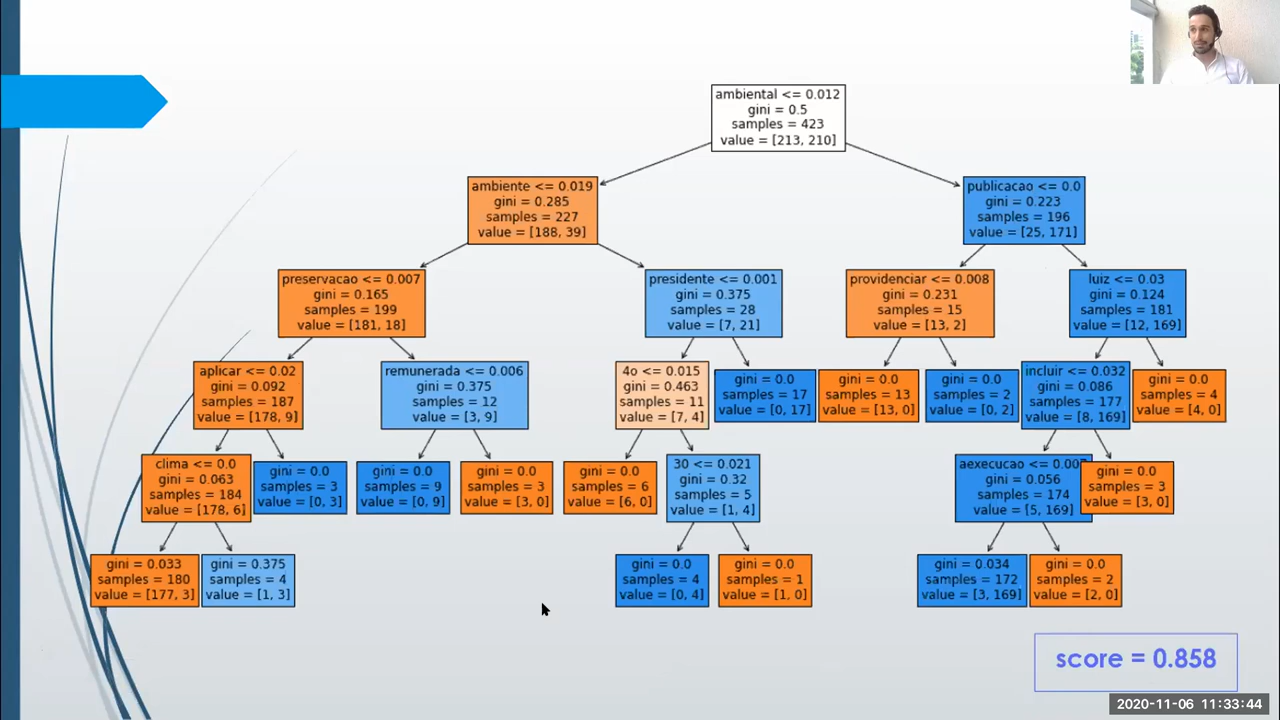 ambiental <= 0.012
gini = 0.5
samples = 423
value = [213, 210]
ambiente <= 0.019
gini = 0.285
samples = 227
value = [188, 39]
publicacao <= 0.0
gini = 0.223
samples = 196
value = [25, 171]
preservacao <= 0.007
gini = 0.165
samples = 199
value = [181, 18]
presidente <= 0.001
gini = 0.375
samples = 28
value = [7, 21]
providenciar <= 0.008
gini = 0.231
samples = 15
value = [13, 2]
luiz <= 0.03
gini = 0.124
samples = 181
value = [12, 169]
aplicar <= 0.02
gini = 0.092
samples = 187
value = [178, 9]
remunerada <= 0.006
gini = 0.375
samples = 12
value = [3, 9]
4o <= 0.015
gini = 0.463
samples = 11
value = [7, 4]
gini = 0.0
samples = 17
value = [0, 17]
gini = 0.0
samples = 13
value = [13, 0]
gini = 0.0
samples = 2
value = [0, 2]
incluir <= 0.032
gini = 0.086
samples = 177
value = [8, 169]
gini = 0.0
samples = 4
value = [4, 0]
clima <= 0.0
gini = 0.063
samples = 184
value = [178, 6]
gini = 0.0
samples = 3
value = [0, 3]
gini = 0.0
samples = 9
value = [0, 9]
gini = 0.0
samples = 3
value = [3, 0]
gini = 0.0
samples = 6
value = [6, 0]
30 <= 0.021
gini = 0.32
samples = 5
value = [1, 4]
aexecucao <=
gini = 0.056
samples = 174
value = [5, 169]
gini = 0.0
samples = 3
value = [3, 0]
gini = 0.033
samples = 180
value = [177, 3]
gini = 0.375
samples = 4
value = [1, 3]
gini = 0.0
samples = 4
value = [0, 4]
gini = 0.0
samples = 1
value = [1, 0]
gini = 0.034
samples = 172
value = [3, 169]
gini = 0.0
samples = 2
value = [2, 0]
score = 0.858
2020-11-06 11:33:44